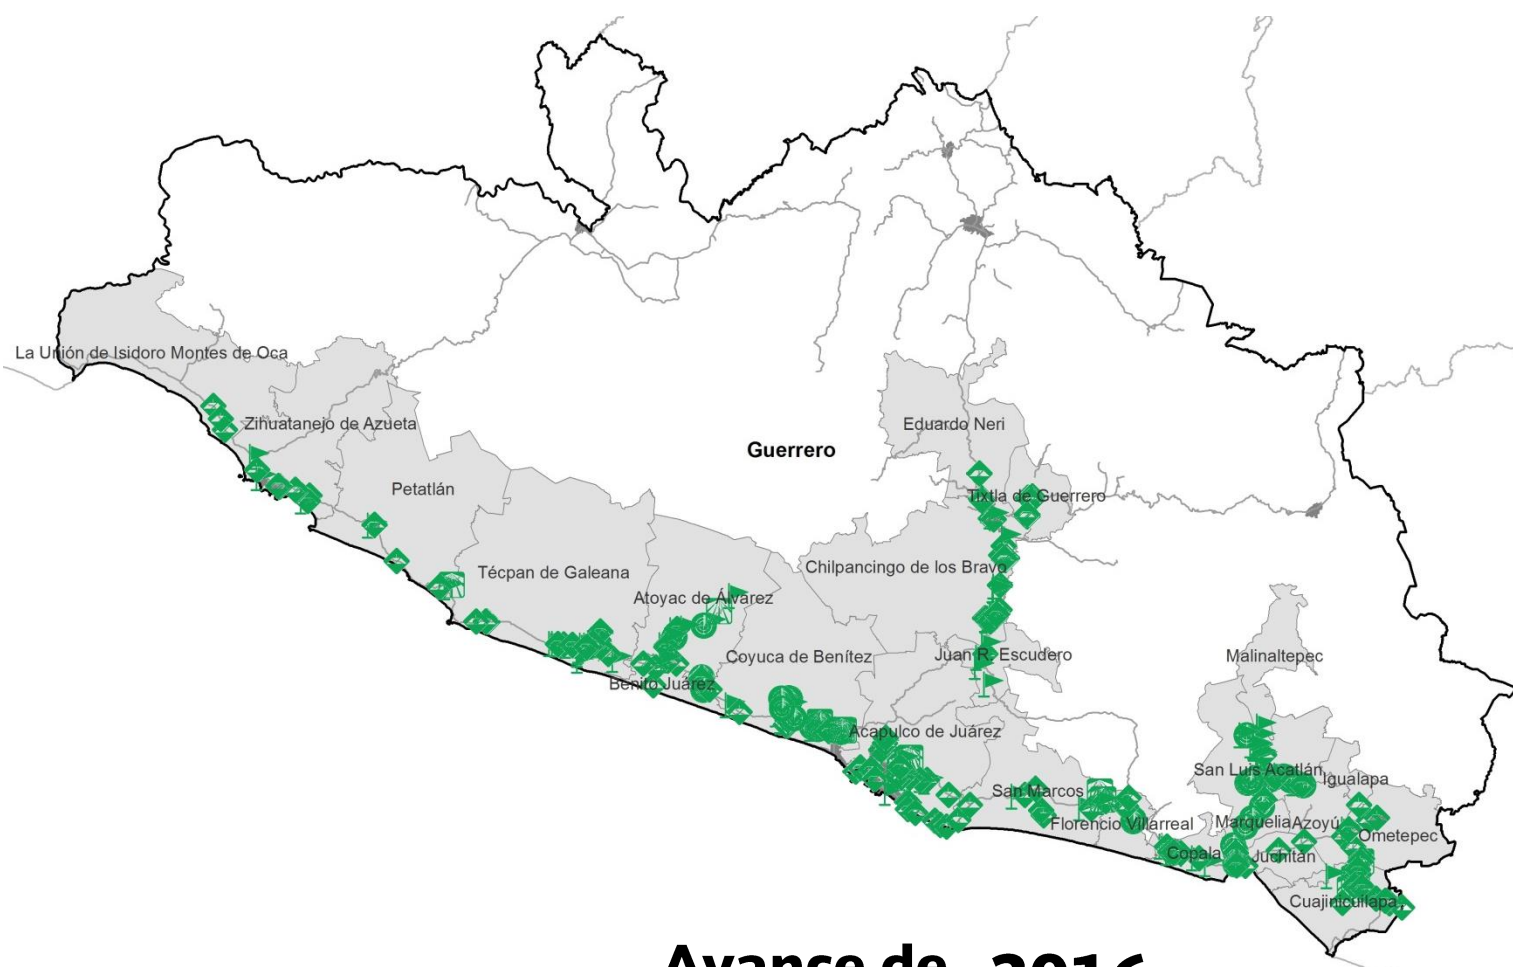 La Unión de Isidoro Montes de Oca
Zihuatanejo de Azueta
Eduardo Neri
Guerrero
Petatlán
Tixtla de Guerrero
Técpan de Galeana
Chilpancingo de los Bravo
Atoyac de Álvarez
Coyuca de Benítez
Juan R. Escudero
Malinaltepec
Benito Juárez
Acapulco de Juárez
San Luis Acatlán
Igualapa
San Marcos
Florencio Villarreal
Marquelia
Azoyú
Ometepec
Copala
Juchitán
Cuajinicuilapa
Avance de 2016